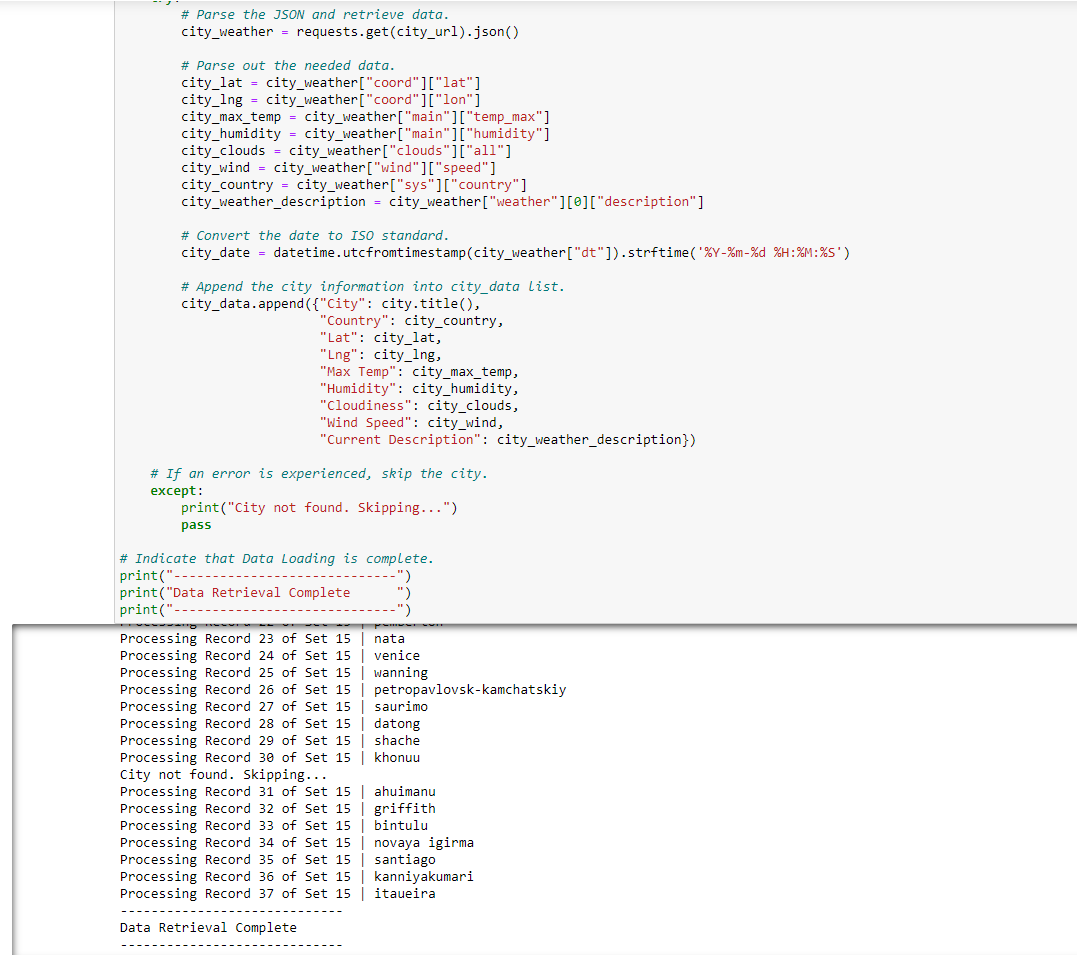 # Parse the JSON and retrieve data.
city_weather = requests.get(city_url).json()
# Parse out the needed data.
city_lat = city_weather["coord"]["lat"]
city_lng = city_weather["coord"]["lon"]
city_max_temp = city_weather["main"]["temp_max"]
city_humidity = city_weather["main"]["humidity"]
city_clouds = city_weather["clouds"]["all"]
city_wind = city_weather["wind"]["speed"]
city_country = city_weather["sys"]["country"]
city_weather_description = city_weather["weather"][0]["description"]
# Convert the date to ISO standard.
city_date = datetime.utcfromtimestamp(city_weather["dt"]).strftime('%Y-%m-%d %H:%M:%S')
# Append the city information into city_data list.
city_data.append({"City": city.title(),
"Country": city_country,
"Lat": city_lat,
"Lng": city_lng,
"Max Temp": city_max_temp,
"Humidity": city_humidity,
"Cloudiness": city_clouds,
"Wind Speed": city_wind,
"Current Description": city_weather_description})
# If an error is experienced, skip the city.
except:
print("City not found. Skipping...")
pass
# Indicate that Data Loading is complete.
print("-----------------------------")
print("Data Retrieval Complete      ")
print("-----------------------------")
Processing Record 23 of Set 15 | nata
Processing Record 24 of Set 15 | venice
Processing Record 25 of Set 15 | wanning
Processing Record 26 of Set 15 | petropavlovsk-kamchatskiy
Processing Record 27 of Set 15 | saurimo
Processing Record 28 of Set 15 | datong
Processing Record 29 of Set 15 | shache
Processing Record 30 of Set 15 | khonuu
City not found. Skipping...
Processing Record 31 of Set 15 | ahuimanu
Processing Record 32 of Set 15 | griffith
Processing Record 33 of Set 15 | bintulu
Processing Record 34 of Set 15 | novaya igirma
Processing Record 35 of Set 15 | santiago
Processing Record 36 of Set 15 | kanniyakumari
Processing Record 37 of Set 15 | itaueira
-----------------------------
Data Retrieval Complete
-----------------------------